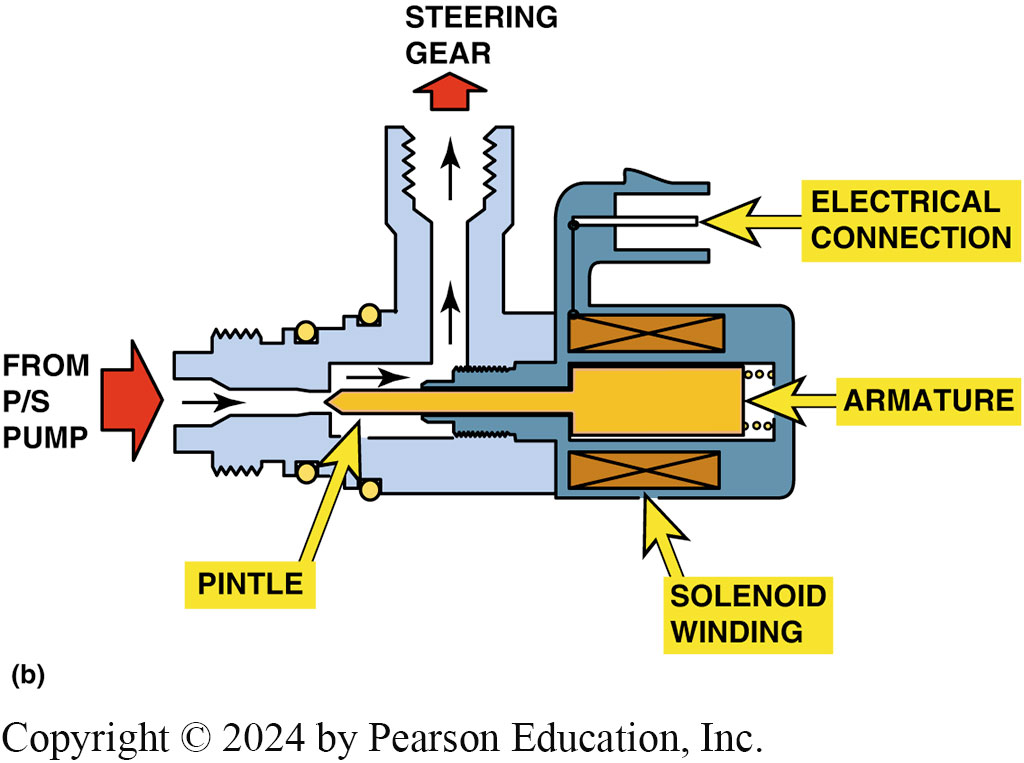 STEERING
GEAR
ELECTRICAL
CONNECTION
FROM
P/S
PUMP
ARMATURE
PINTLE
SOLENOID
WINDING
(b)
Copyright © 2024 by Pearson Education, Inc.